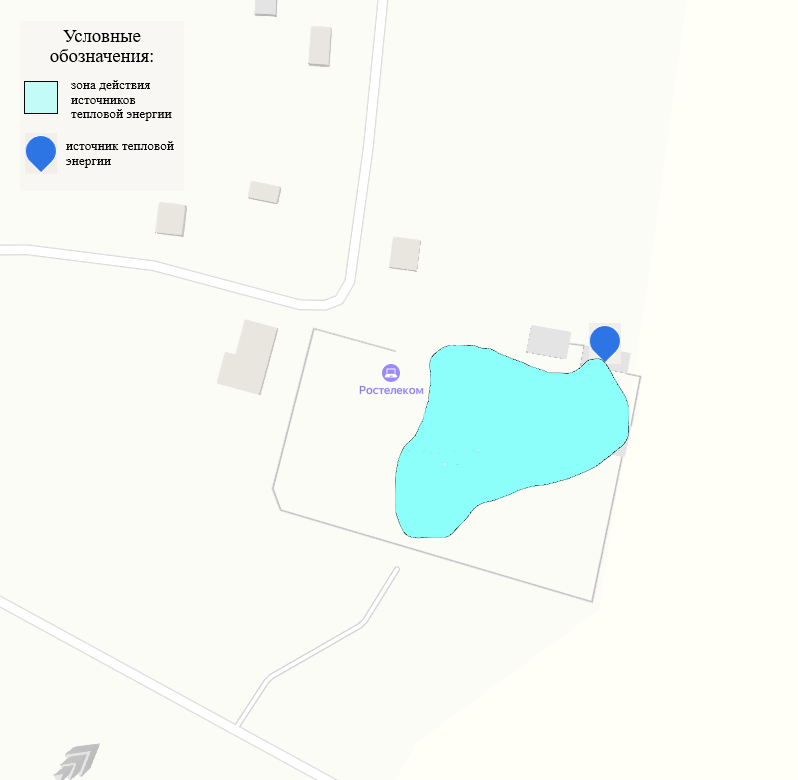 Условные
обозначения:
зона действия
источников
тепловой энергии
источник тепловой
энергии
Ростелеком